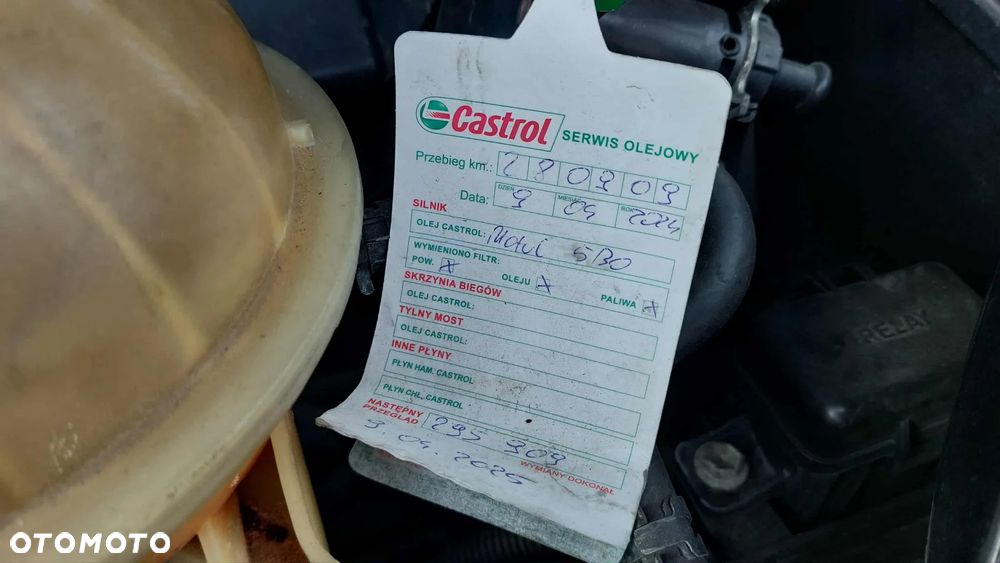 Castrol SERWIS OLEJOWY
Przebieg km.: 280909
DZIEŃ MIESIĄC ROK
Data: 9 04 2024
SILNIK
OLEJ CASTROL: Motul 5W30
WYMIENIONO FILTR:
POW. X OLEJU X PALIWA X
SKRZYNIA BIEGÓW
OLEJ CASTROL:
TYLNY MOST
OLEJ CASTROL:
INNE PŁYNY
PŁYN HAM. CASTROL
PŁYN CHŁ. CASTROL
NASTĘPNY
PRZEGLĄD 295 909
WYMIANY DOKONAŁ
9.04.2025
RELAY
OTOMOTO